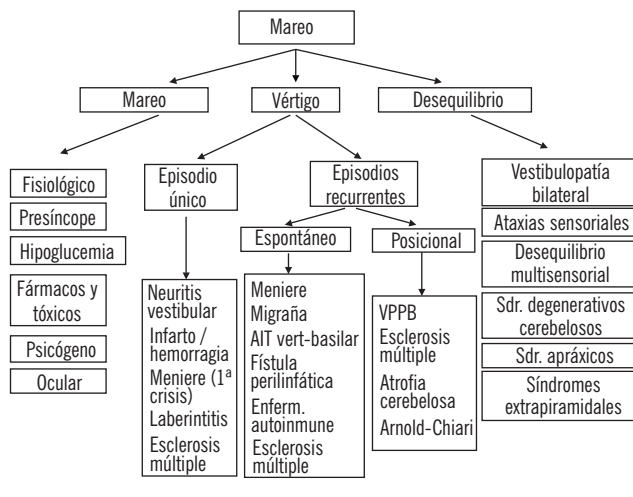 Mareo
Mareo
Vértigo
Desequilibrio
Fisiológico
Presíncope
Hipoglucemia
Fármacos y
tóxicos
Psicógeno
Ocular
Episodio
único
Episodios
recurrentes
Espontáneo
Posicional
Neuritis
vestibular
Infarto /
hemorragia
Meniere (1ª
crisis)
Laberintitis
Esclerosis
múltiple
Meniere
Migraña
AIT vert-basilar
Fístula
perilinfática
Enferm.
autoinmune
Esclerosis
múltiple
VPPB
Esclerosis
múltiple
Atrofia
cerebelosa
Arnold-Chiari
Vestibulopatía
bilateral
Ataxias sensoriales
Desequilibrio
multisensorial
Sdr. degenerativos
cerebelosos
Sdr. apráxicos
Síndromes
extrapiramidales